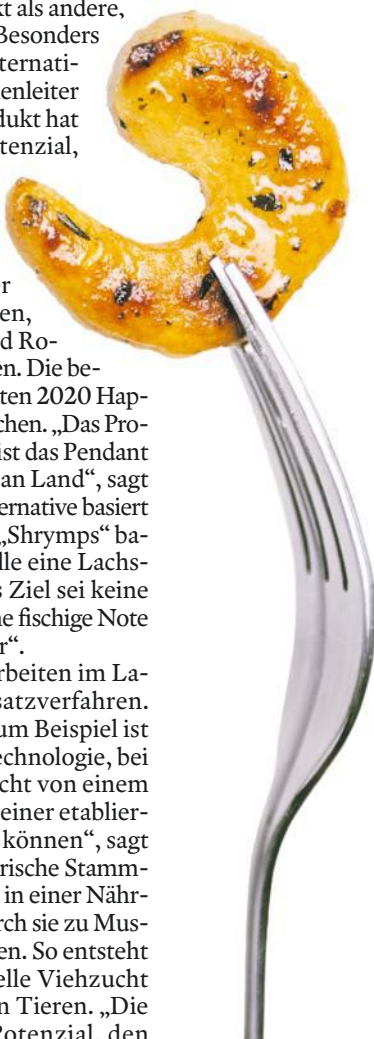 kt als andere,
Besonders
ternati-
enleiter
dukt hat
tenzial,
er
en,
d Ro-
en. Die be-
ten 2020 Hap-
chen. „Das Pro-
ist das Pendant
an Land“, sagt
ernative basiert
„Shrymps“ ba-
lle eine Lachs-
s Ziel sei keine
ne fischige Note
r“.
rbeiten im La-
satzverfahren.
um Beispiel ist
echnologie, bei
cht von einem
einer etablier-
können“, sagt
rische Stamm-
in einer Nähr-
rch sie zu Mus-
en. So entsteht
elle Viehzucht
n Tieren. „Die
Potenzial, den